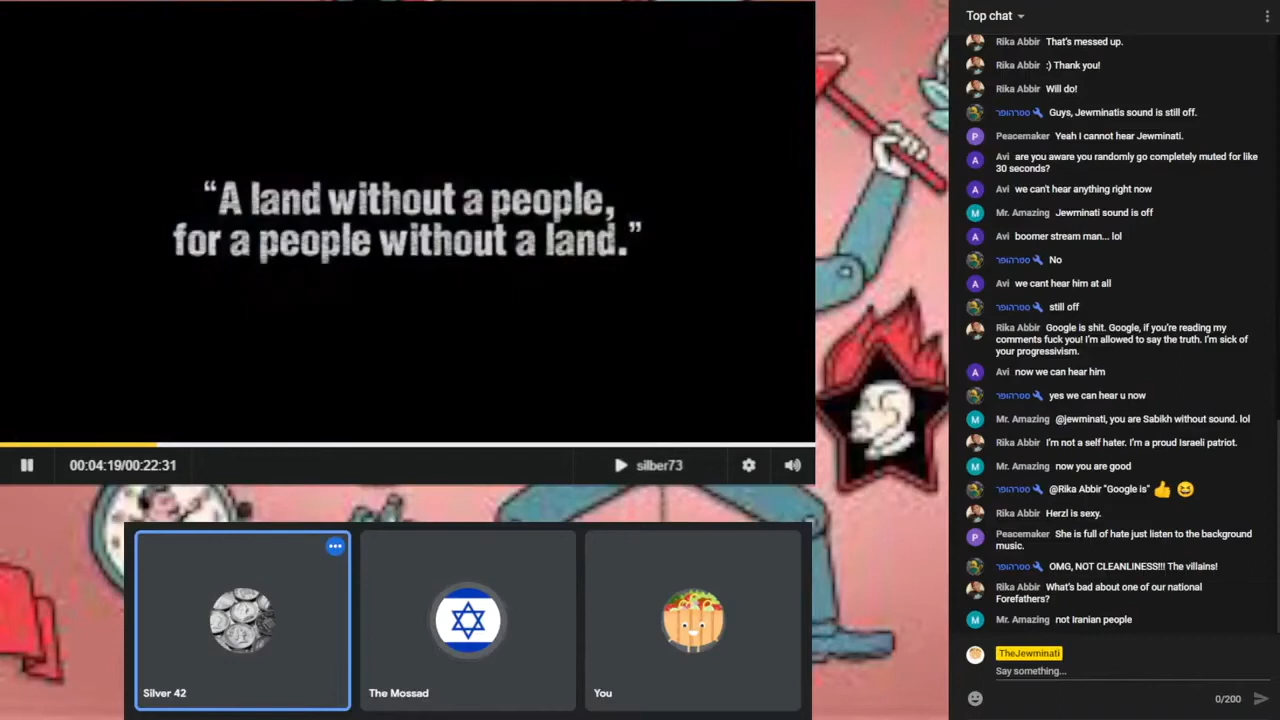 “A land without a people,
for a people without a land.”
00:04:19/00:22:31
silber73
Silver 42
The Mossad
You
Top chat
Rika Abbir That's messed up.
Rika Abbir :) Thank you!
Rika Abbir Will do!
סטרהופר Guys, Jewminatis sound is still off.
P Peacemaker Yeah I cannot hear Jewminati.
A Avi are you aware you randomly go completely muted for like
30 seconds?
A Avi we can't hear anything right now
M Mr. Amazing Jewminati sound is off
A Avi boomer stream man... lol
סטרהופר No
A Avi we cant hear him at all
סטרהופר still off
Rika Abbir Google is shit. Google, if you're reading my
comments fuck you! I'm allowed to say the truth. I'm sick of
your progressivism.
A Avi now we can hear him
סטרהופר yes we can hear u now
M Mr. Amazing @jewminati, you are Sabikh without sound. lol
Rika Abbir I'm not a self hater. I'm a proud Israeli patriot.
M Mr. Amazing now you are good
סטרהופר @Rika Abbir "Google is" 👍 😆
Rika Abbir Herzl is sexy.
P Peacemaker She is full of hate just listen to the background
music.
סטרהופר OMG, NOT CLEANLINESS!!! The villains!
Rika Abbir What's bad about one of our national
Forefathers?
M Mr. Amazing not Iranian people
TheJewminati
Say something...
0/200